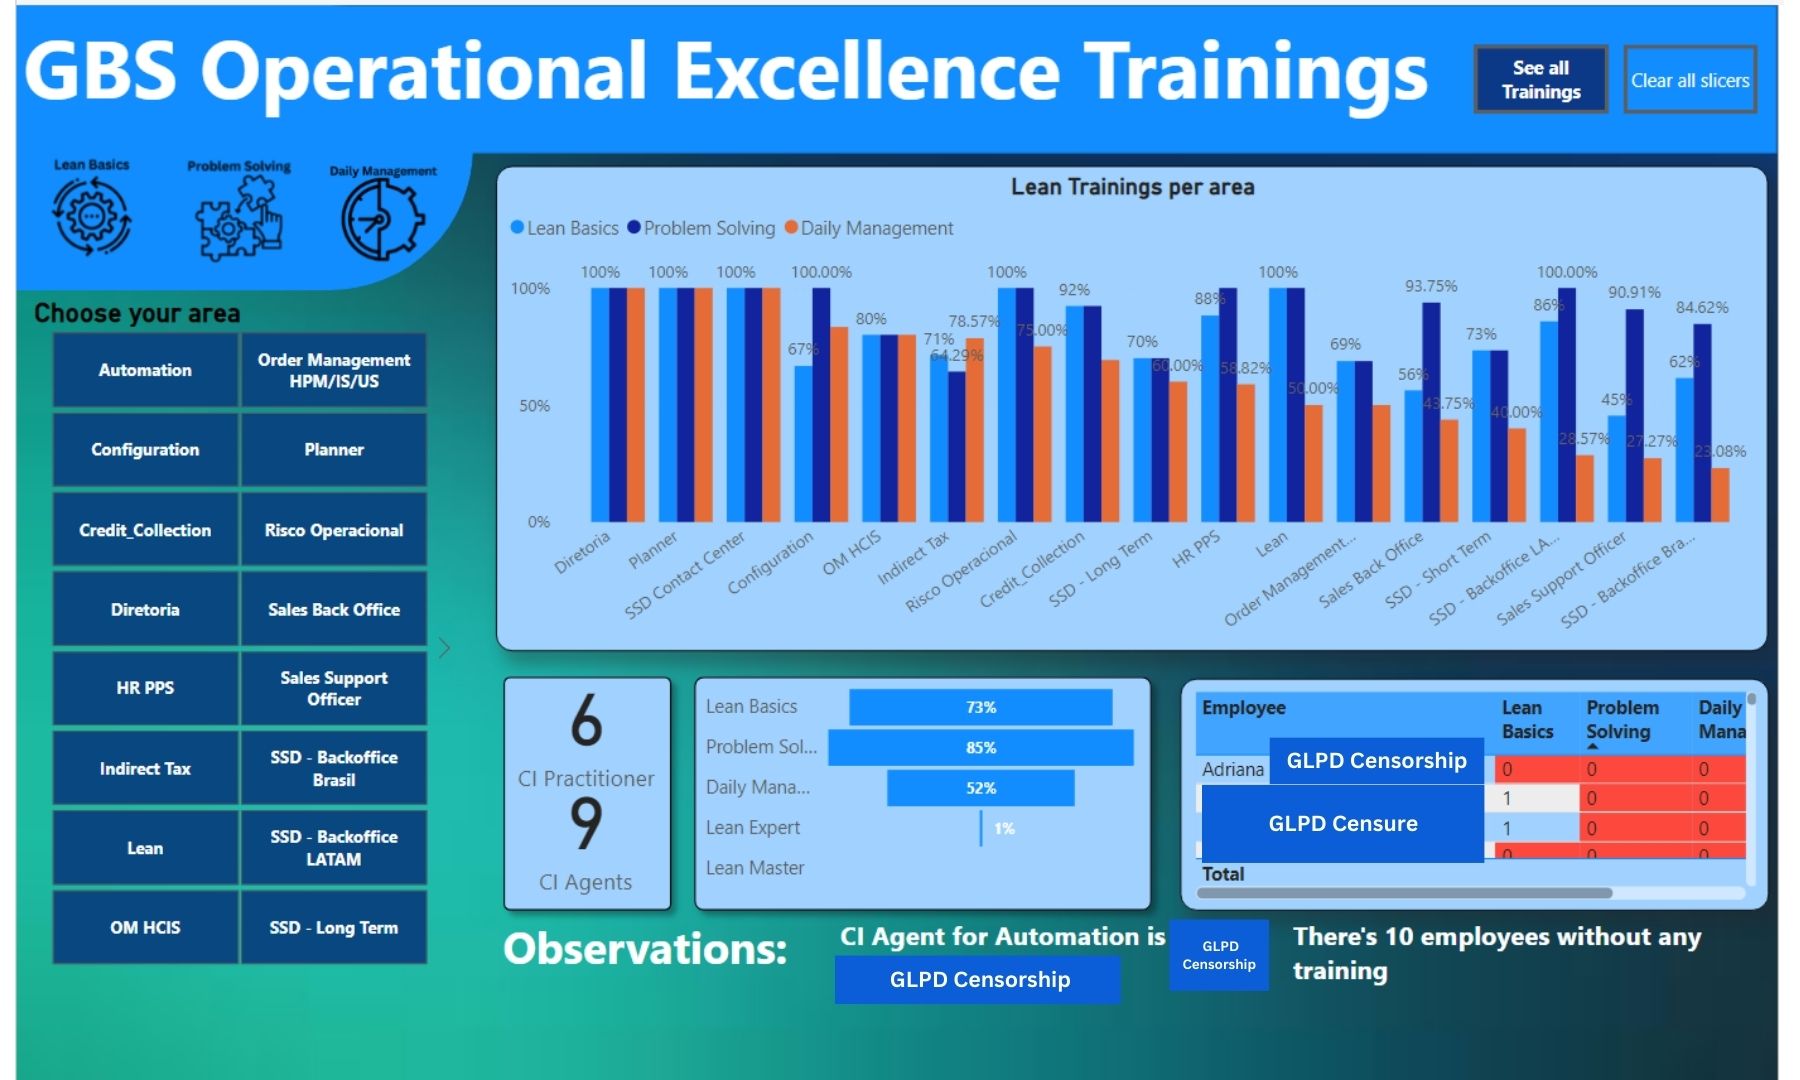 GBS Operational Excellence Trainings
See all
Trainings
Clear all slicers
Lean Basics
Problem Solving
Daily Management
Choose your area
Automation
Order Management
HPM/IS/US
Configuration
Planner
Credit_Collection
Risco Operacional
Diretoria
Sales Back Office
HR PPS
Sales Support
Officer
Indirect Tax
SSD - Backoffice
Brasil
Lean
SSD - Backoffice
LATAM
OM HCIS
SSD - Long Term
Lean Trainings per area
Lean Basics Problem Solving Daily Management
100%
50%
0%
100% 100% 100% 100.00% 100% 100% 100.00%
67%
80%
71%
64.29%
78.57%
75.00%
92%
70%
60.00%
88%
58.82%
50.00%
69%
56%
93.75%
43.75%
73%
40.00%
86%
28.57%
45%
90.91%
27.27%
62%
84.62%
23.08%
Diretoria
Planner
SSD Contact Center
Configuration
OM HCIS
Indirect Tax
Risco Operacional
Credit_Collection
SSD - Long Term
HR PPS
Lean
Order Management...
Sales Back Office
SSD - Short Term
SSD - Backoffice LA...
Sales Support Officer
SSD - Backoffice Bra...
6
CI Practitioner
9
CI Agents
Lean Basics 73%
Problem Sol... 85%
Daily Mana... 52%
Lean Expert 1%
Lean Master
Employee Lean Basics Problem Solving Daily Mana
Adriana GLPD Censorship 0 0 0
1 0 0
GLPD Censure 1 0 0
0 0 0
Total
Observations:
CI Agent for Automation is
GLPD Censorship
GLPD
Censorship
There's 10 employees without any
training